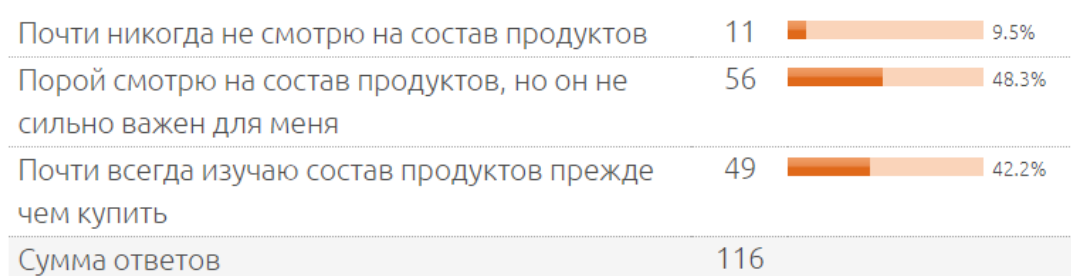 Почти никогда не смотрю на состав продуктов 11 9.5%
Порой смотрю на состав продуктов, но он не 56 48.3%
сильно важен для меня
Почти всегда изучаю состав продуктов прежде 49 42.2%
чем купить
Сумма ответов 116